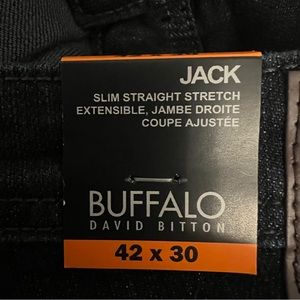 JACK
SLIM STRAIGHT STRETCH
EXTENSIBLE, JAMBE DROITE
COUPE AJUSTÉE
BUFFALO
DAVID BITTON
42 x 30